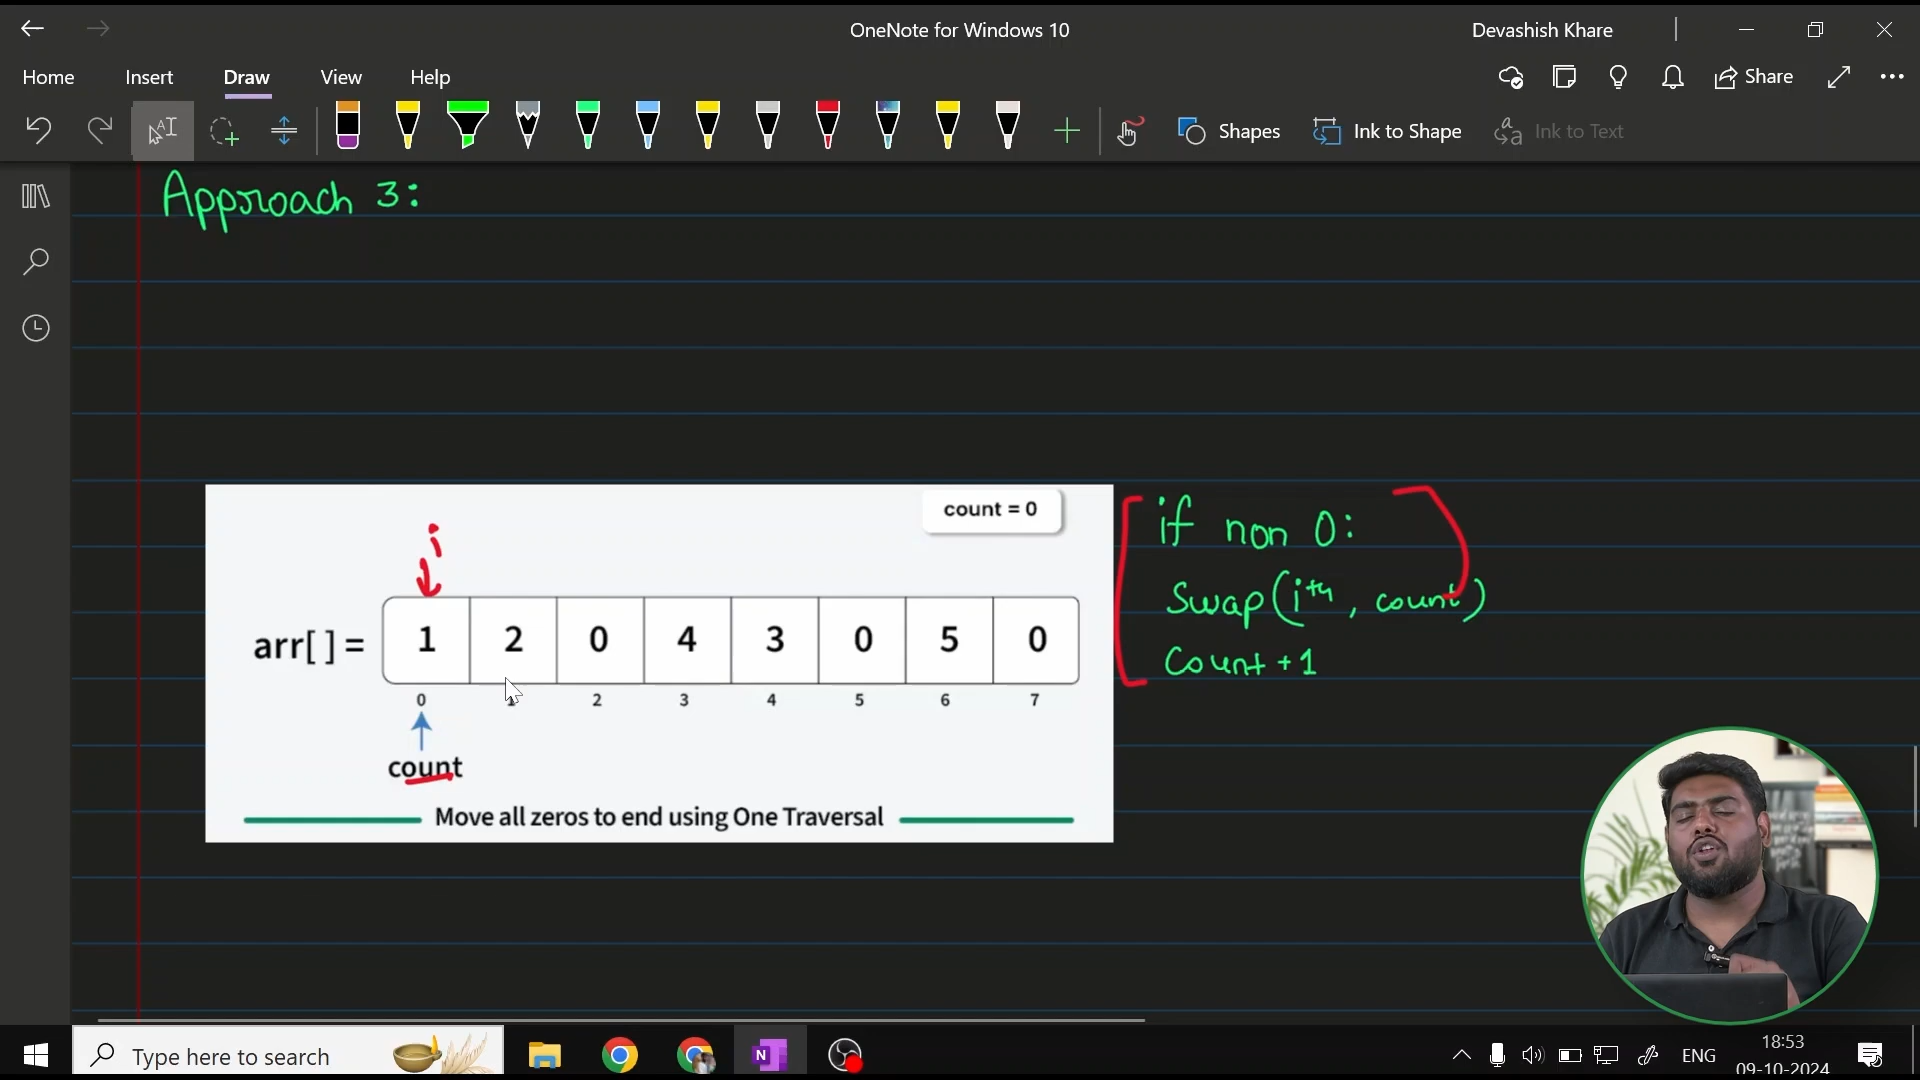 OneNote for Windows 10
Devashish Khare
Home Insert Draw View Help
Share
Shapes
Ink to Shape
Ink to Text
Approach 3:
count = 0
i
arr[ ] = 1 2 0 4 3 0 5 0
0 1 2 3 4 5 6 7
count
Move all zeros to end using One Traversal
if non 0:
Swap(ith, count)
Count + 1
Type here to search
ENG
18:53
09-10-2024